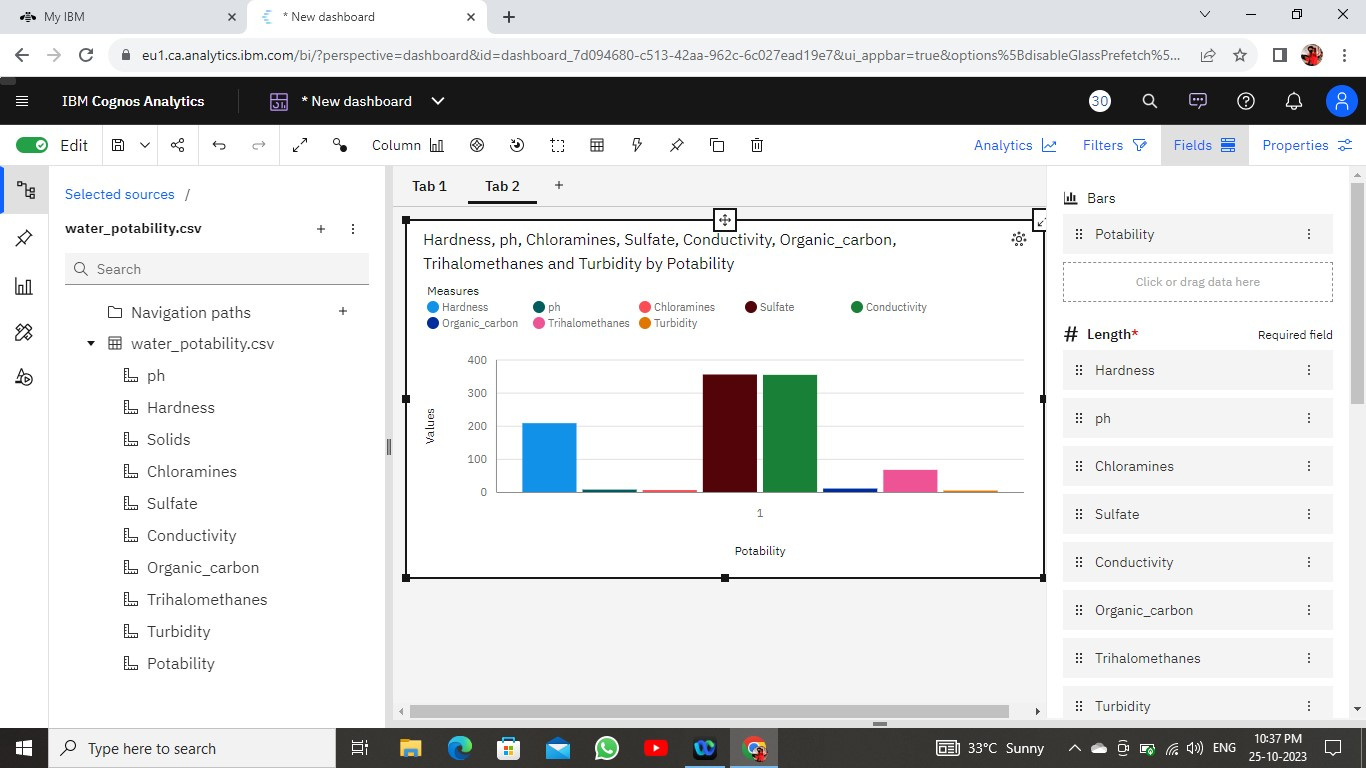 My IBM
* New dashboard
eu1.ca.analytics.ibm.com/bi/?perspective=dashboard&id=dashboard_7d094680-c513-42aa-962c-6c027ead19e7&ui_appbar=true&options%5BdisableGlassPrefetch%5...
IBM Cognos Analytics
* New dashboard
30
Edit
Column
Analytics
Filters
Fields
Properties
Selected sources /
water_potability.csv
Search
Navigation paths
water_potability.csv
ph
Hardness
Solids
Chloramines
Sulfate
Conductivity
Organic_carbon
Trihalomethanes
Turbidity
Potability
Tab 1
Tab 2
Hardness, ph, Chloramines, Sulfate, Conductivity, Organic_carbon,
Trihalomethanes and Turbidity by Potability
Measures
Hardness ph Chloramines Sulfate Conductivity
Organic_carbon Trihalomethanes Turbidity
400
300
200
100
0
Values
1
Potability
Bars
Potability
Click or drag data here
# Length* Required field
Hardness
ph
Chloramines
Sulfate
Conductivity
Organic_carbon
Trihalomethanes
Turbidity
Type here to search
33°C Sunny
ENG
10:37 PM
25-10-2023